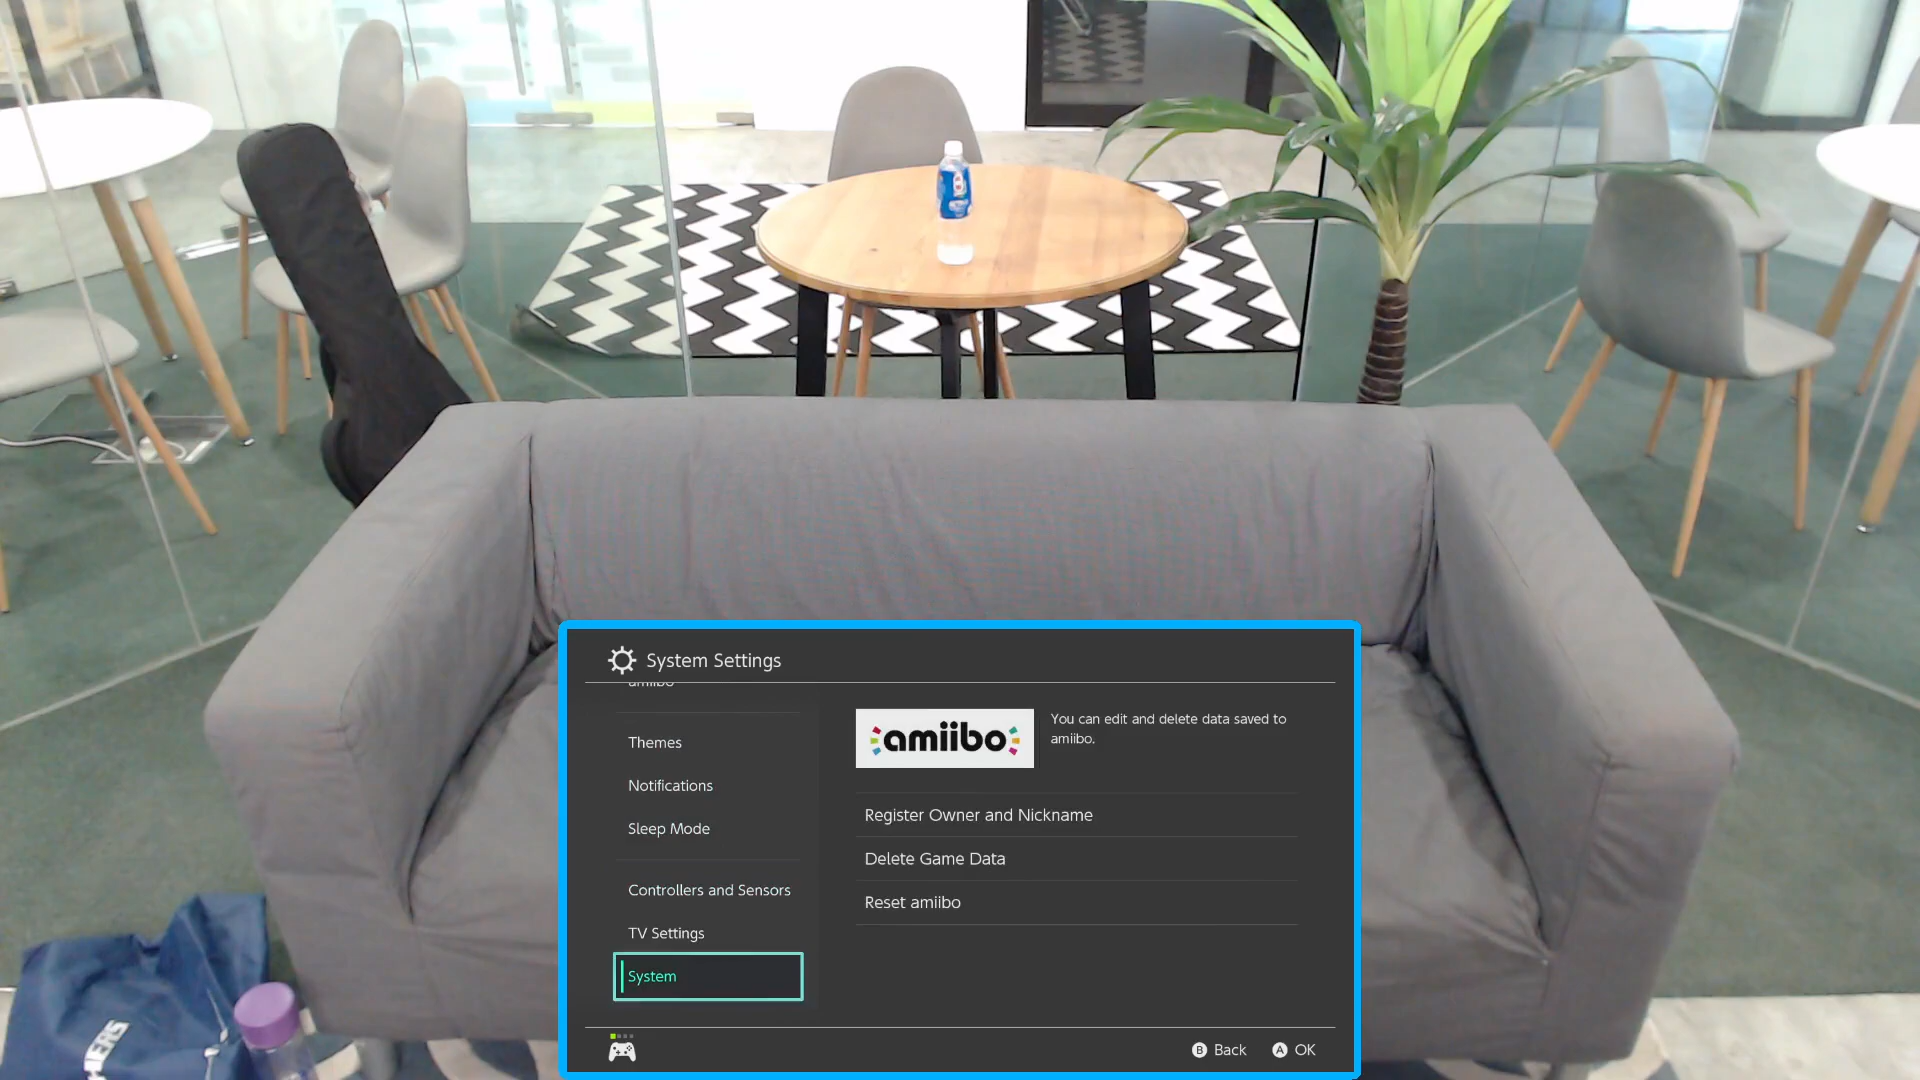 System Settings
amiibo
Themes
Notifications
Sleep Mode
Controllers and Sensors
TV Settings
System
amiibo
You can edit and delete data saved to
amiibo.
Register Owner and Nickname
Delete Game Data
Reset amiibo
B Back
A OK